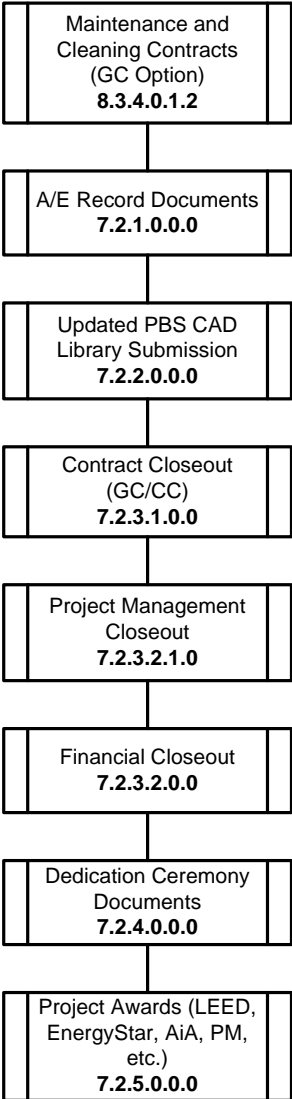 Maintenance and
Cleaning Contracts
(GC Option)
8.3.4.0.1.2
A/E Record Documents
7.2.1.0.0.0
Updated PBS CAD
Library Submission
7.2.2.0.0.0
Contract Closeout
(GC/CC)
7.2.3.1.0.0
Project Management
Closeout
7.2.3.2.1.0
Financial Closeout
7.2.3.2.0.0
Dedication Ceremony
Documents
7.2.4.0.0.0
Project Awards (LEED,
EnergyStar, AiA, PM,
etc.)
7.2.5.0.0.0